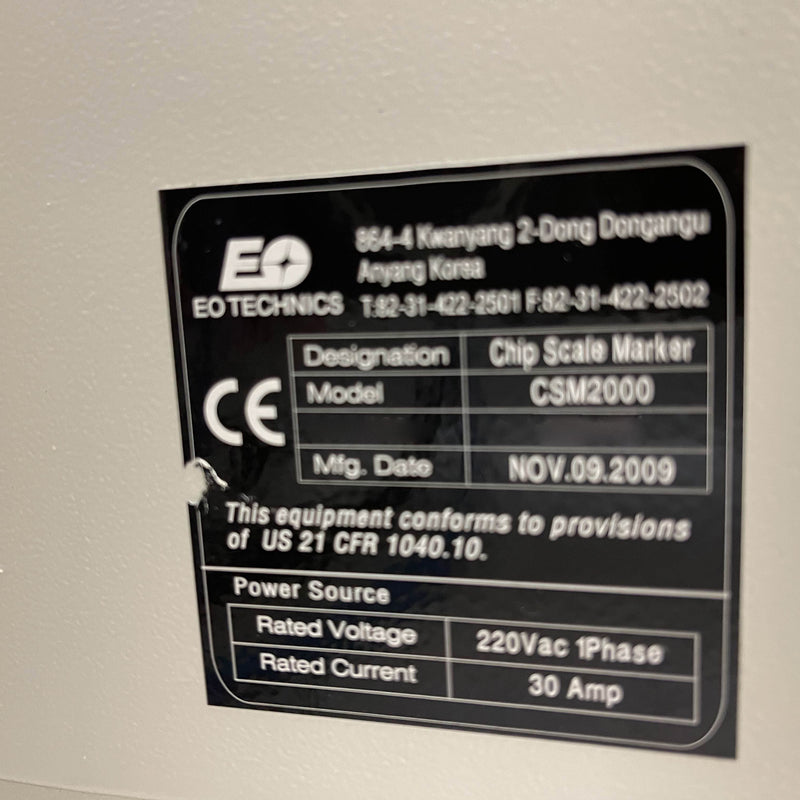 EO
864-4 Kwanyang 2-Dong Dongangu
Anyang Korea
EO TECHNICS T:82-31-422-2501 F:82-31-422-2502
CE
Designation Chip Scale Marker
Model CSM2000
Mfg. Date NOV.09.2009
This equipment conforms to provisions
of US 21 CFR 1040.10.
Power Source
Rated Voltage 220Vac 1Phase
Rated Current 30 Amp